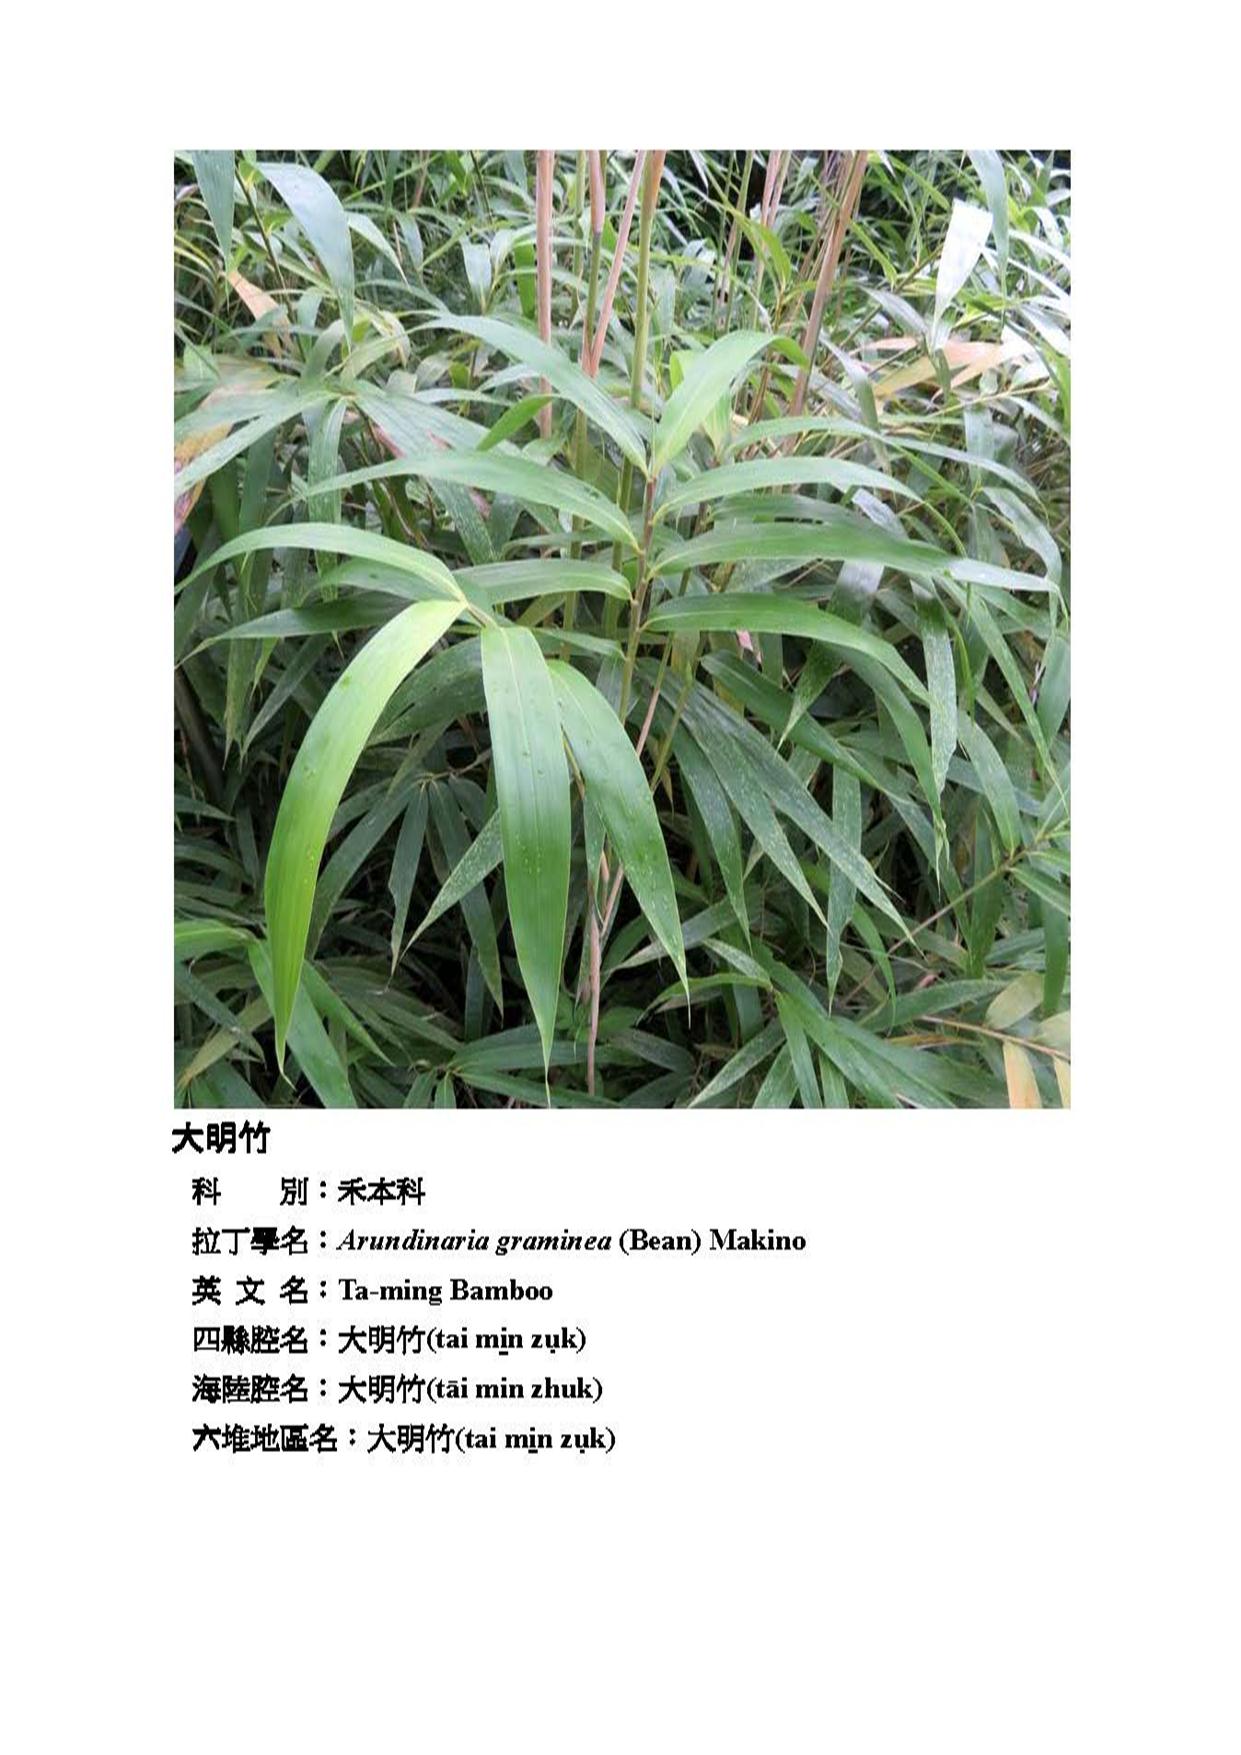 大明竹
科　　別：禾本科
拉丁學名：Arundinaria graminea (Bean) Makino
英 文 名：Ta-ming Bamboo
四縣腔名：大明竹(tai mi̱n zụk)
海陸腔名：大明竹(tāi min zhuk)
六堆地區名：大明竹(tai mi̱n zụk)